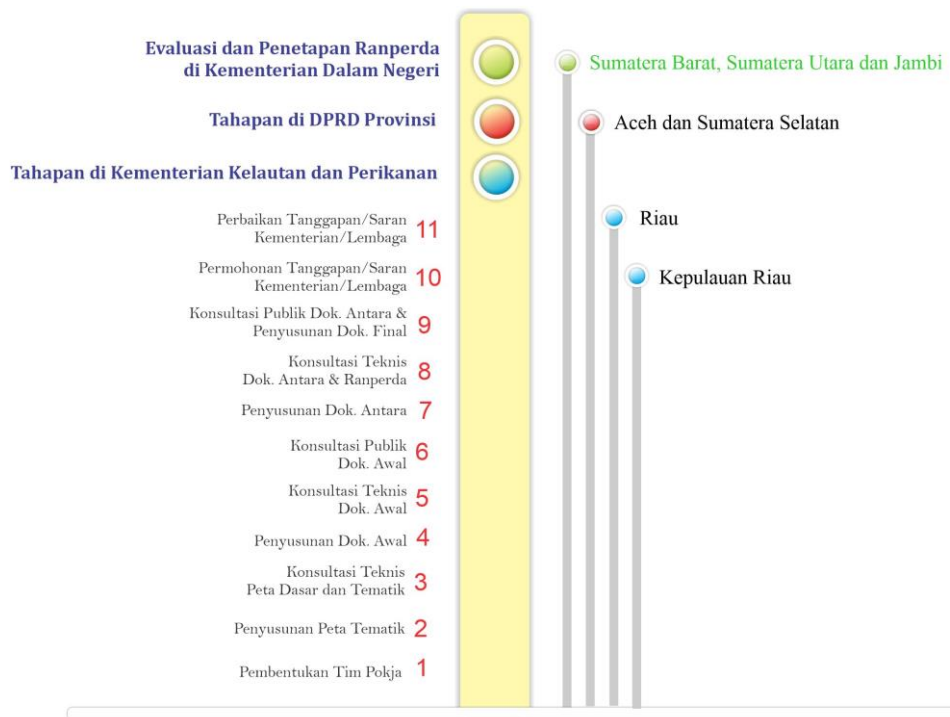 Evaluasi dan Penetapan Ranperda
di Kementerian Dalam Negeri
Sumatera Barat, Sumatera Utara dan Jambi
Tahapan di DPRD Provinsi
Aceh dan Sumatera Selatan
Tahapan di Kementerian Kelautan dan Perikanan
Perbaikan Tanggapan/Saran
Kementerian/Lembaga
11
Riau
Permohonan Tanggapan/Saran
Kementerian/Lembaga
10
Kepulauan Riau
Konsultasi Publik Dok. Antara &
Penyusunan Dok. Final
9
Konsultasi Teknis
Dok. Antara & Ranperda
8
Penyusunan Dok. Antara 7
Konsultasi Publik
Dok. Awal
6
Konsultasi Teknis
Dok. Awal
5
Penyusunan Dok. Awal 4
Konsultasi Teknis
Peta Dasar dan Tematik
3
Penyusunan Peta Tematik 2
Pembentukan Tim Pokja 1